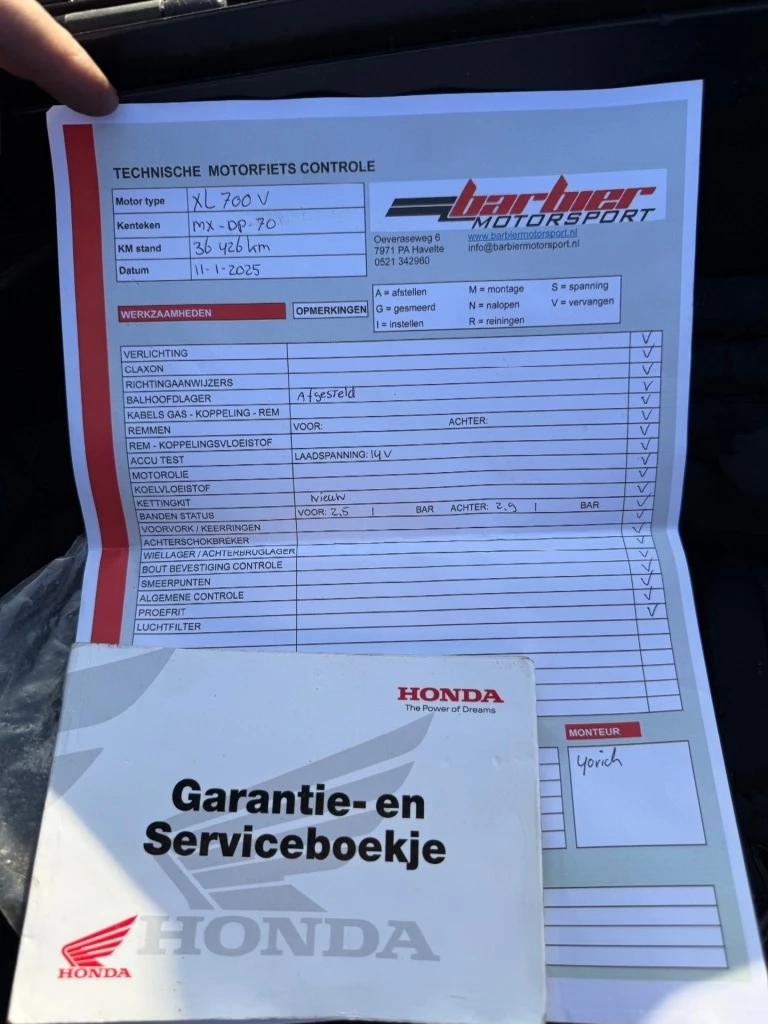 TECHNISCHE MOTORFIETS CONTROLE
Motor type XL 700 V
Kenteken MX-DP-70
KM stand 36 426 km
Datum 11-1-2025
barbier
MOTORSPORT
Oeveraseweg 6 www.barbiermotorsport.nl
7971 PA Havelte info@barbiermotorsport.nl
0521 342960
WERKZAAMHEDEN OPMERKINGEN
A = afstellen M = montage S = spanning
G = gesmeerd N = nalopen V = vervangen
I = instellen R = reiningen
VERLICHTING
CLAXON
RICHTINGAANWIJZERS
BALHOOFDLAGER Afgesteld
KABELS GAS - KOPPELING - REM
REMMEN VOOR: ACHTER:
REM - KOPPELINGSVLOEISTOF
ACCU TEST LAADSPANNING: 14V
MOTOROLIE
KOELVLOEISTOF
KETTINGKIT Nieuw
BANDEN STATUS VOOR: 2,5 | BAR ACHTER: 2,9 | BAR
VOORVORK / KEERRINGEN
ACHTERSCHOKBREKER
WIELLAGER / ACHTERBRUGLAGER
BOUT BEVESTIGING CONTROLE
SMEERPUNTEN
ALGEMENE CONTROLE
PROEFRIT
LUCHTFILTER
MONTEUR
Yorich
HONDA
The Power of Dreams
Garantie- en
Serviceboekje
HONDA
HONDA